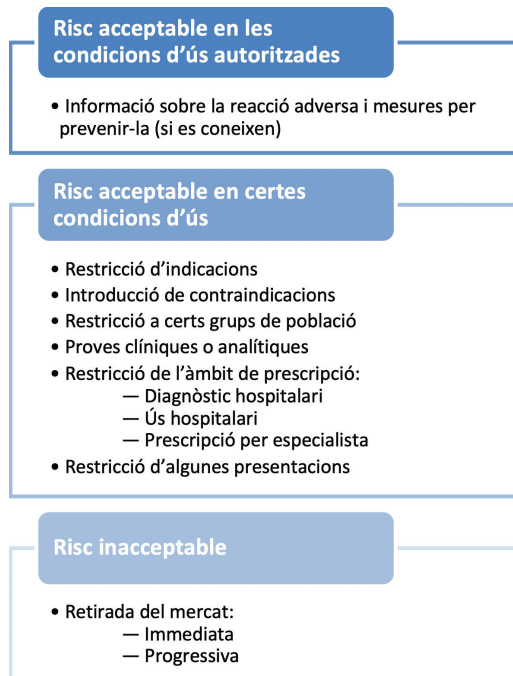 Risc acceptable en les
condicions d’ús autoritzades
• Informació sobre la reacció adversa i mesures per
prevenir-la (si es coneixen)
Risc acceptable en certes
condicions d’ús
• Restricció d’indicacions
• Introducció de contraindicacions
• Restricció a certs grups de població
• Proves clíniques o analítiques
• Restricció de l’àmbit de prescripció:
— Diagnòstic hospitalari
— Ús hospitalari
— Prescripció per especialista
• Restricció d’algunes presentacions
Risc inacceptable
• Retirada del mercat:
— Immediata
— Progressiva